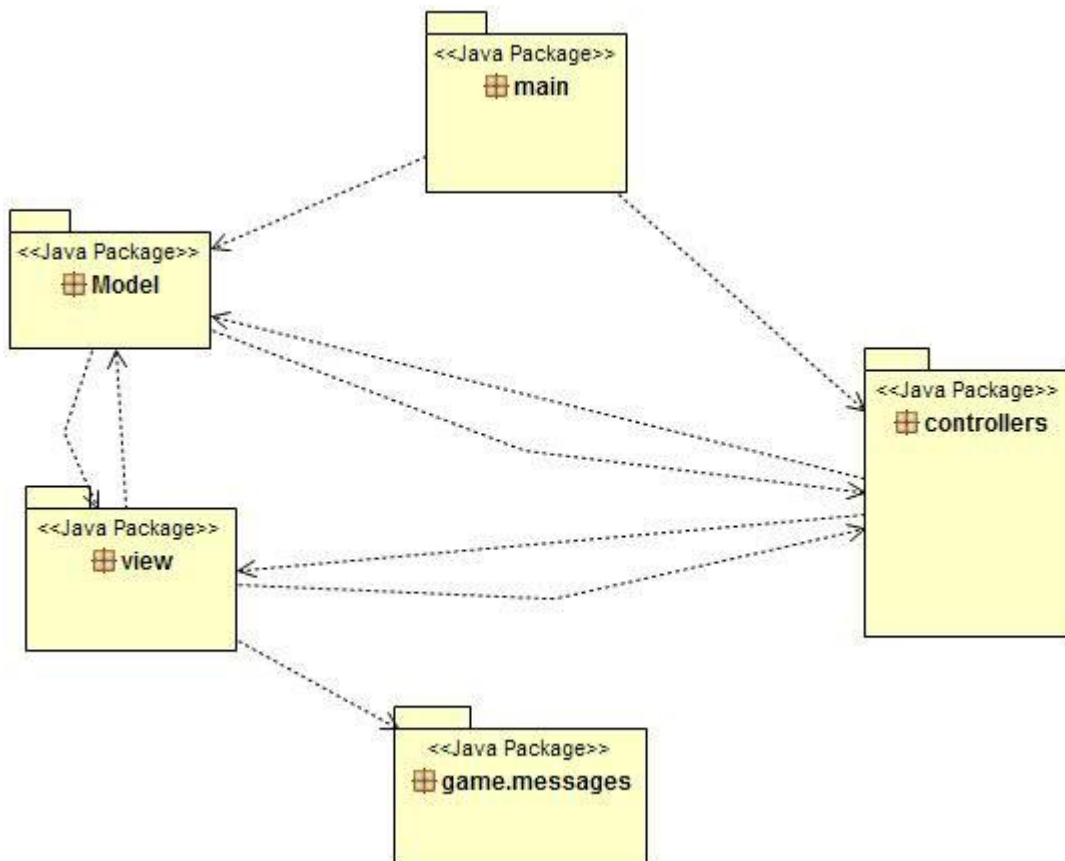 <<Java Package>>
main
<<Java Package>>
Model
<<Java Package>>
controllers
<<Java Package>>
view
<<Java Package>>
game.messages